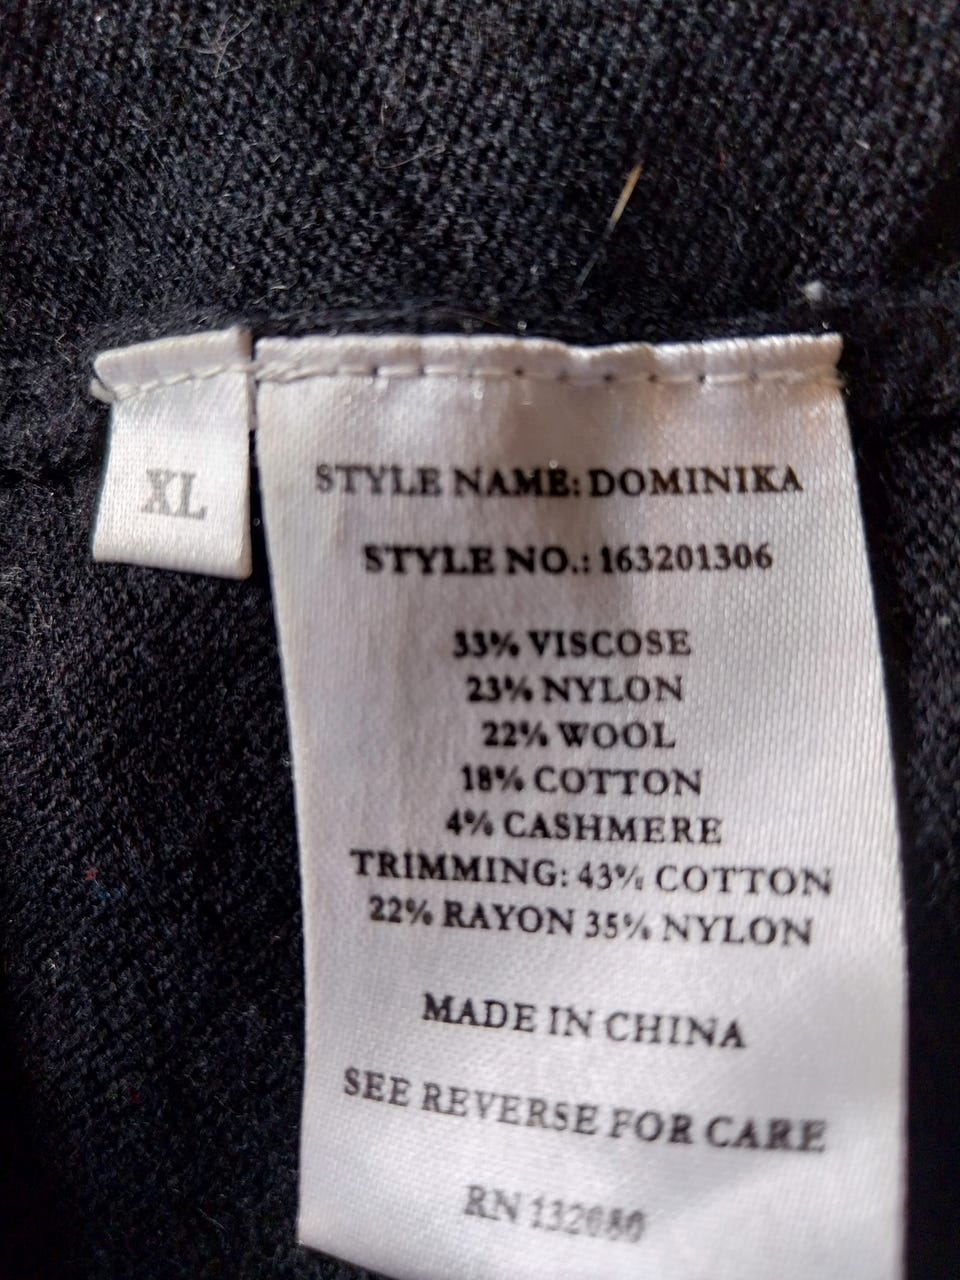 XL
STYLE NAME: DOMINIKA
STYLE NO.: 163201306
33% VISCOSE
23% NYLON
22% WOOL
18% COTTON
4% CASHMERE
TRIMMING: 43% COTTON
22% RAYON 35% NYLON
MADE IN CHINA
SEE REVERSE FOR CARE
RN 132080